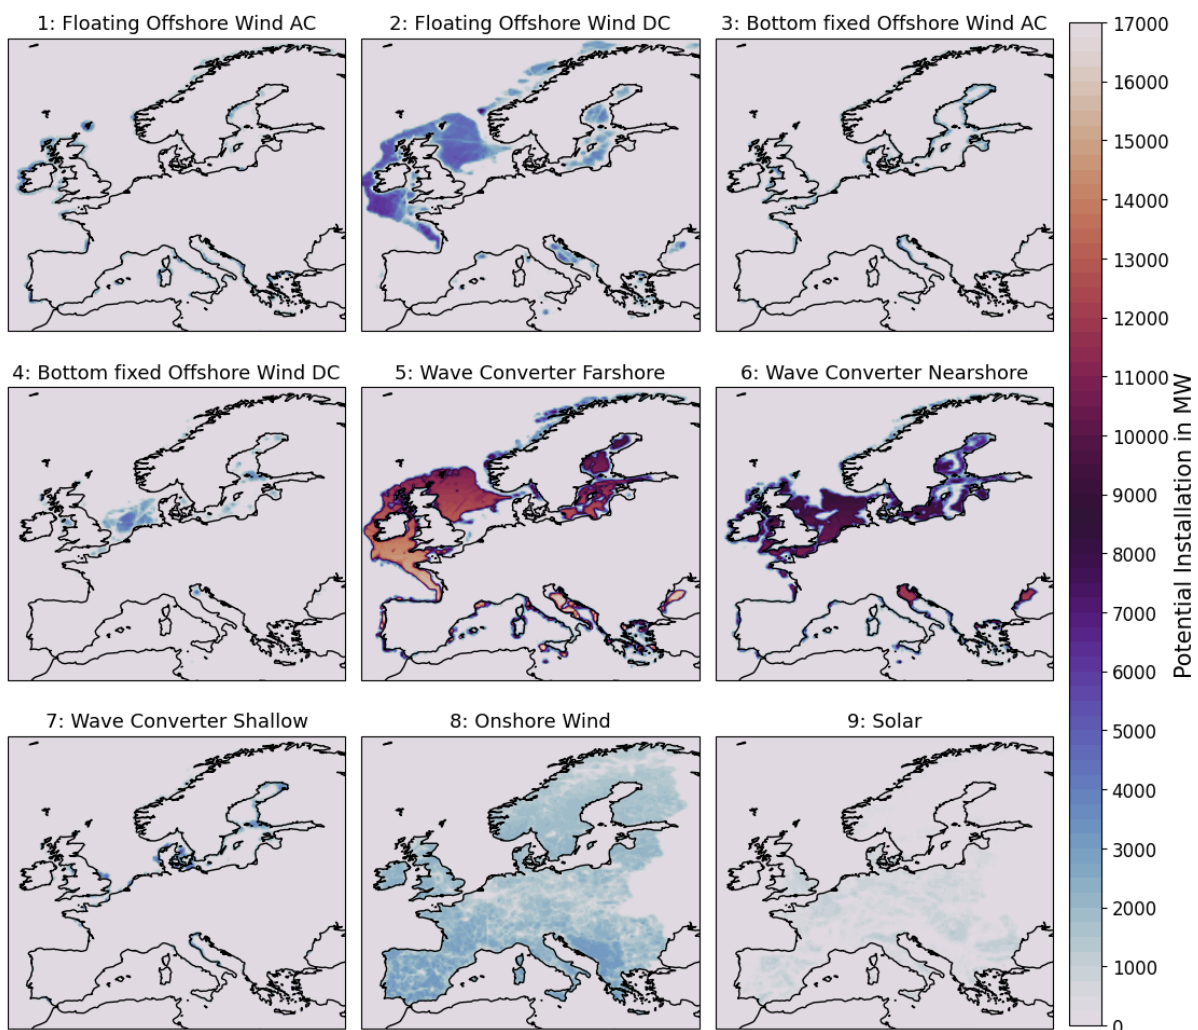 1: Floating Offshore Wind AC
2: Floating Offshore Wind DC
3: Bottom fixed Offshore Wind AC
4: Bottom fixed Offshore Wind DC
5: Wave Converter Farshore
6: Wave Converter Nearshore
7: Wave Converter Shallow
8: Onshore Wind
9: Solar
17000
16000
15000
14000
13000
12000
11000
10000
9000
8000
7000
6000
5000
4000
3000
2000
1000
0
Potential Installation in MW